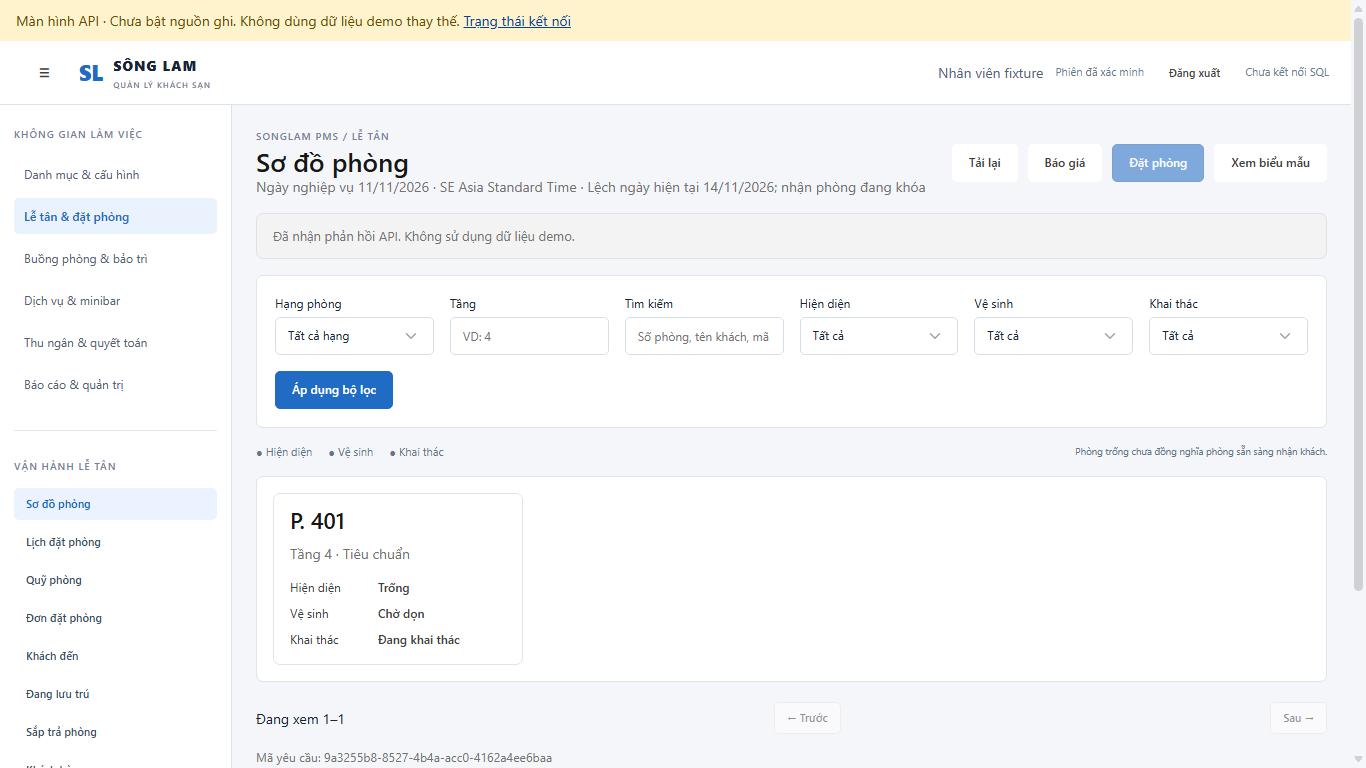 Màn hình API · Chưa bật nguồn ghi. Không dùng dữ liệu demo thay thế. Trạng thái kết nối
☰ SL SÔNG LAM
QUẢN LÝ KHÁCH SẠN
Nhân viên fixture Phiên đã xác minh Đăng xuất Chưa kết nối SQL
KHÔNG GIAN LÀM VIỆC
Danh mục & cấu hình
Lễ tân & đặt phòng
Buồng phòng & bảo trì
Dịch vụ & minibar
Thu ngân & quyết toán
Báo cáo & quản trị
VẬN HÀNH LỄ TÂN
Sơ đồ phòng
Lịch đặt phòng
Quỹ phòng
Đơn đặt phòng
Khách đến
Đang lưu trú
Sắp trả phòng
SONGLAM PMS / LỄ TÂN
Sơ đồ phòng
Ngày nghiệp vụ 11/11/2026 · SE Asia Standard Time · Lệch ngày hiện tại 14/11/2026; nhận phòng đang khóa
Tải lại Báo giá Đặt phòng Xem biểu mẫu
Đã nhận phản hồi API. Không sử dụng dữ liệu demo.
Hạng phòng Tầng Tìm kiếm Hiện diện Vệ sinh Khai thác
Tất cả hạng VD: 4 Số phòng, tên khách, mã Tất cả Tất cả Tất cả
Áp dụng bộ lọc
● Hiện diện ● Vệ sinh ● Khai thác
Phòng trống chưa đồng nghĩa phòng sẵn sàng nhận khách.
P. 401
Tầng 4 · Tiêu chuẩn
Hiện diện Trống
Vệ sinh Chờ dọn
Khai thác Đang khai thác
Đang xem 1–1 ← Trước Sau →
Mã yêu cầu: 9a3255b8-8527-4b4a-acc0-4162a4ee6baa